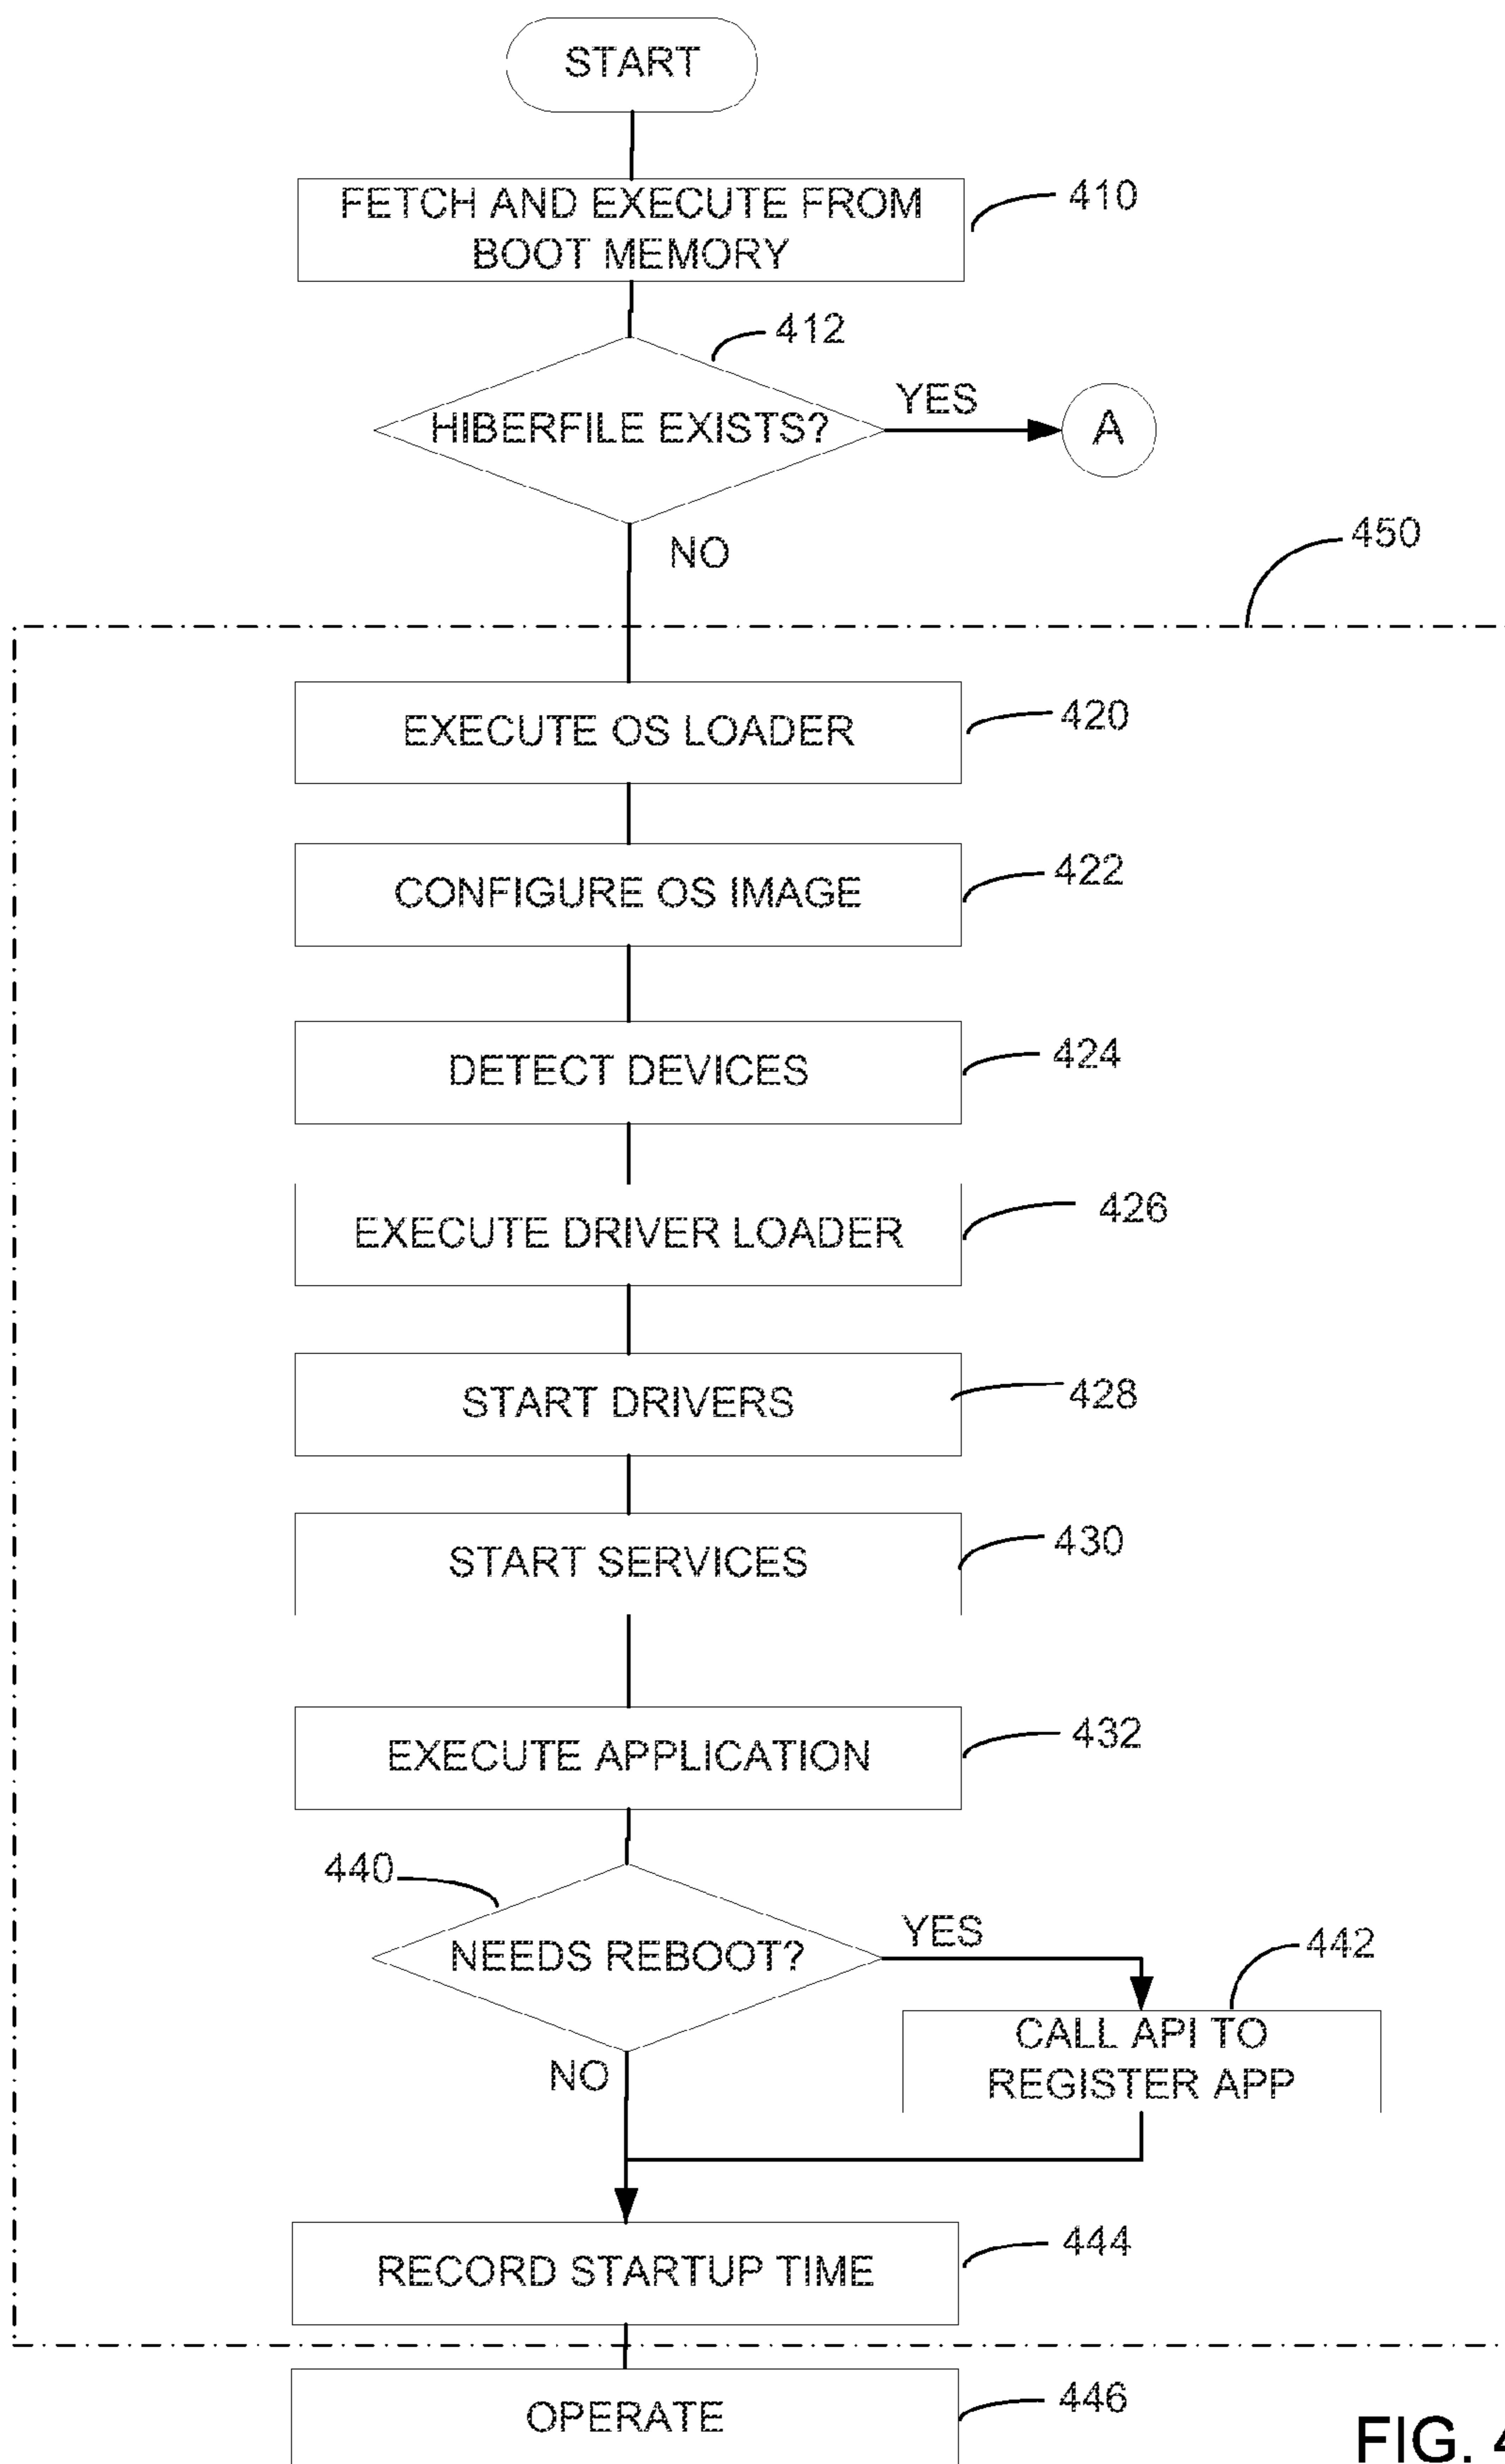 START
FETCH AND EXECUTE FROM
BOOT MEMORY
410
412
HIBERFILE EXISTS?
YES
A
NO
450
EXECUTE OS LOADER
420
CONFIGURE OS IMAGE
422
DETECT DEVICES
424
EXECUTE DRIVER LOADER
426
START DRIVERS
428
START SERVICES
430
EXECUTE APPLICATION
432
440
NEEDS REBOOT?
YES
442
CALL API TO
REGISTER APP
NO
RECORD STARTUP TIME
444
OPERATE
446
FIG. 4